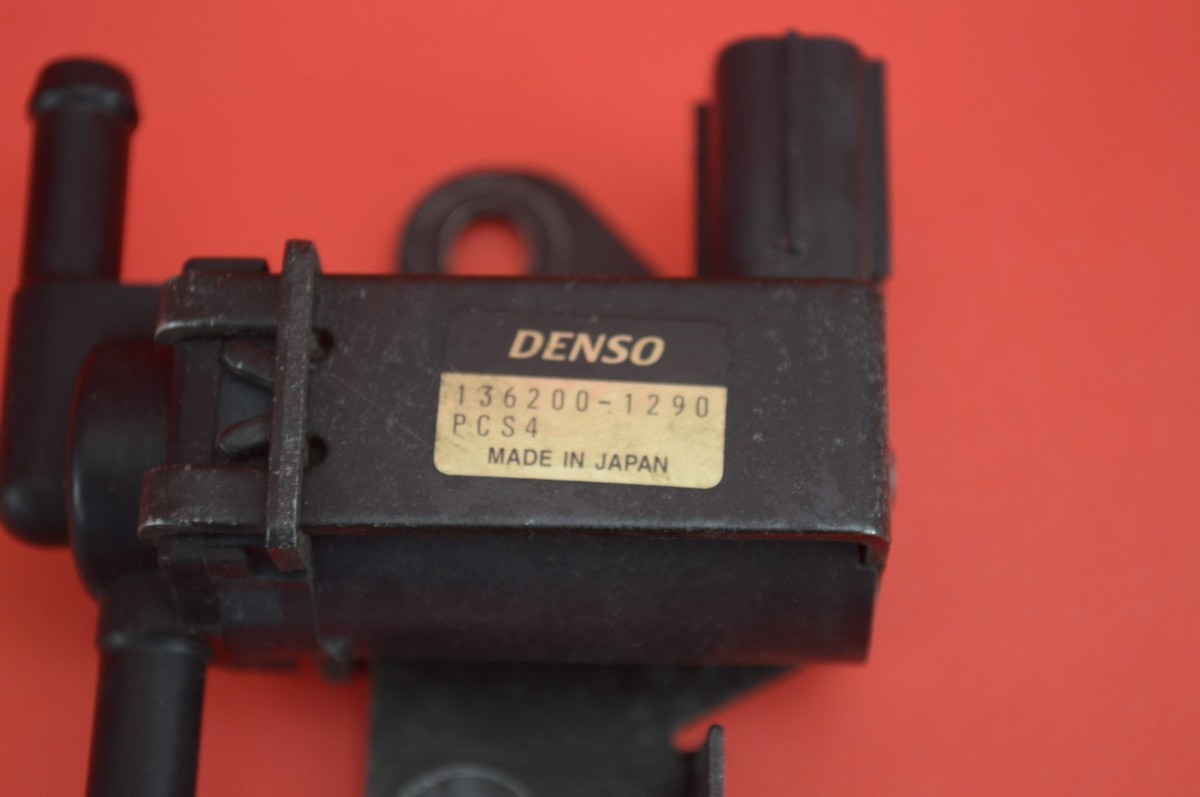 DENSO
136200-1290
PCS4
MADE IN JAPAN